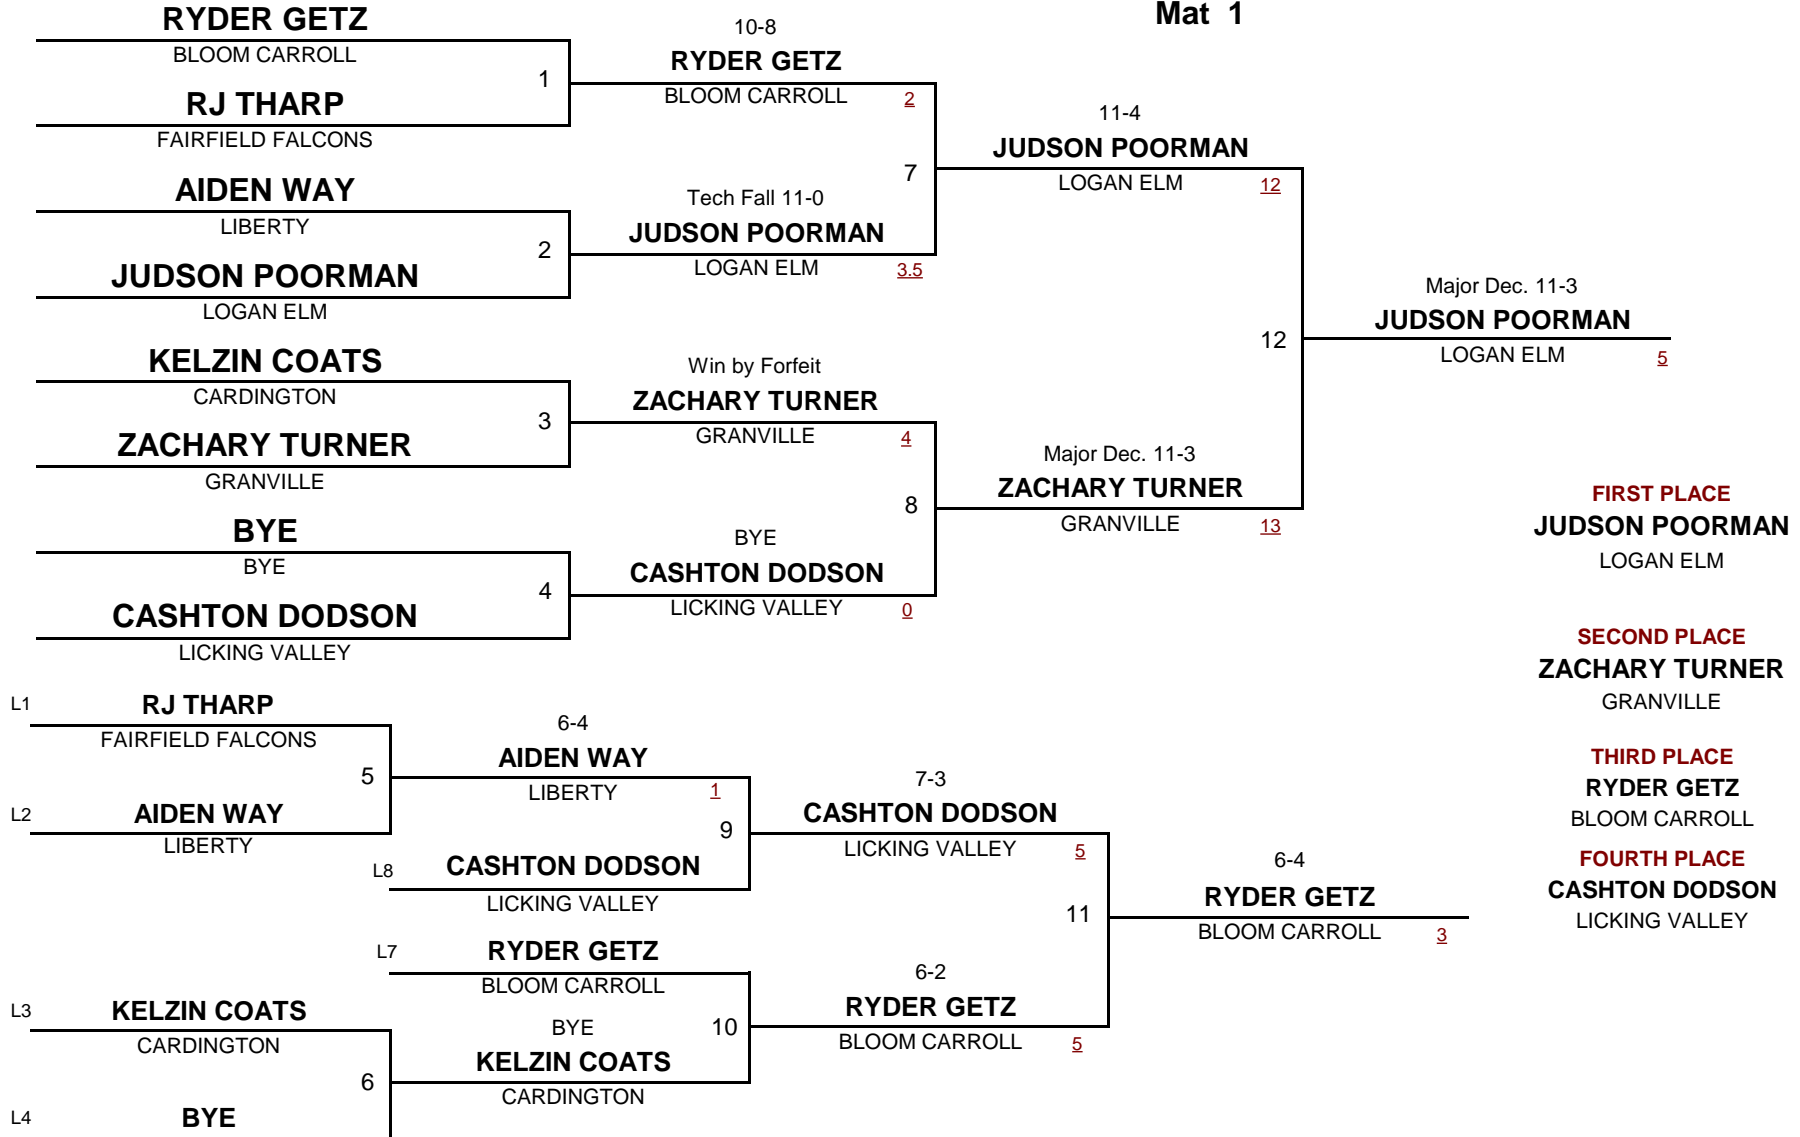 Mat 1
RYDER GETZ
BLOOM CARROLL
1
RJ THARP
FAIRFIELD FALCONS
AIDEN WAY
LIBERTY
2
JUDSON POORMAN
LOGAN ELM
KELZIN COATS
CARDINGTON
3
ZACHARY TURNER
GRANVILLE
BYE
BYE
4
CASHTON DODSON
LICKING VALLEY
10-8
RYDER GETZ
BLOOM CARROLL 2
7
Tech Fall 11-0
JUDSON POORMAN
LOGAN ELM 3.5
Win by Forfeit
ZACHARY TURNER
GRANVILLE 4
8
BYE
CASHTON DODSON
LICKING VALLEY 0
11-4
JUDSON POORMAN
LOGAN ELM 12
12
Major Dec. 11-3
ZACHARY TURNER
GRANVILLE 13
Major Dec. 11-3
JUDSON POORMAN
LOGAN ELM 5
FIRST PLACE
JUDSON POORMAN
LOGAN ELM
SECOND PLACE
ZACHARY TURNER
GRANVILLE
THIRD PLACE
RYDER GETZ
BLOOM CARROLL
FOURTH PLACE
CASHTON DODSON
LICKING VALLEY
L1 RJ THARP
FAIRFIELD FALCONS
5
L2 AIDEN WAY
LIBERTY
L3 KELZIN COATS
CARDINGTON
6
L4 BYE
6-4
AIDEN WAY
LIBERTY 1
9
L8 CASHTON DODSON
LICKING VALLEY
L7 RYDER GETZ
BLOOM CARROLL
10
BYE
KELZIN COATS
CARDINGTON
7-3
CASHTON DODSON
LICKING VALLEY 5
11
6-2
RYDER GETZ
BLOOM CARROLL 5
6-4
RYDER GETZ
BLOOM CARROLL 3